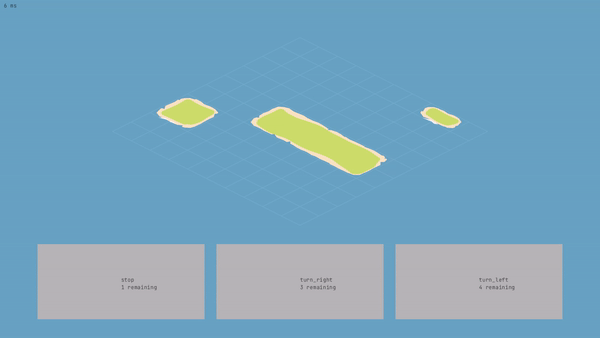 6 MS
stop
1 remaining
turn_right
3 remaining
turn_left
4 remaining